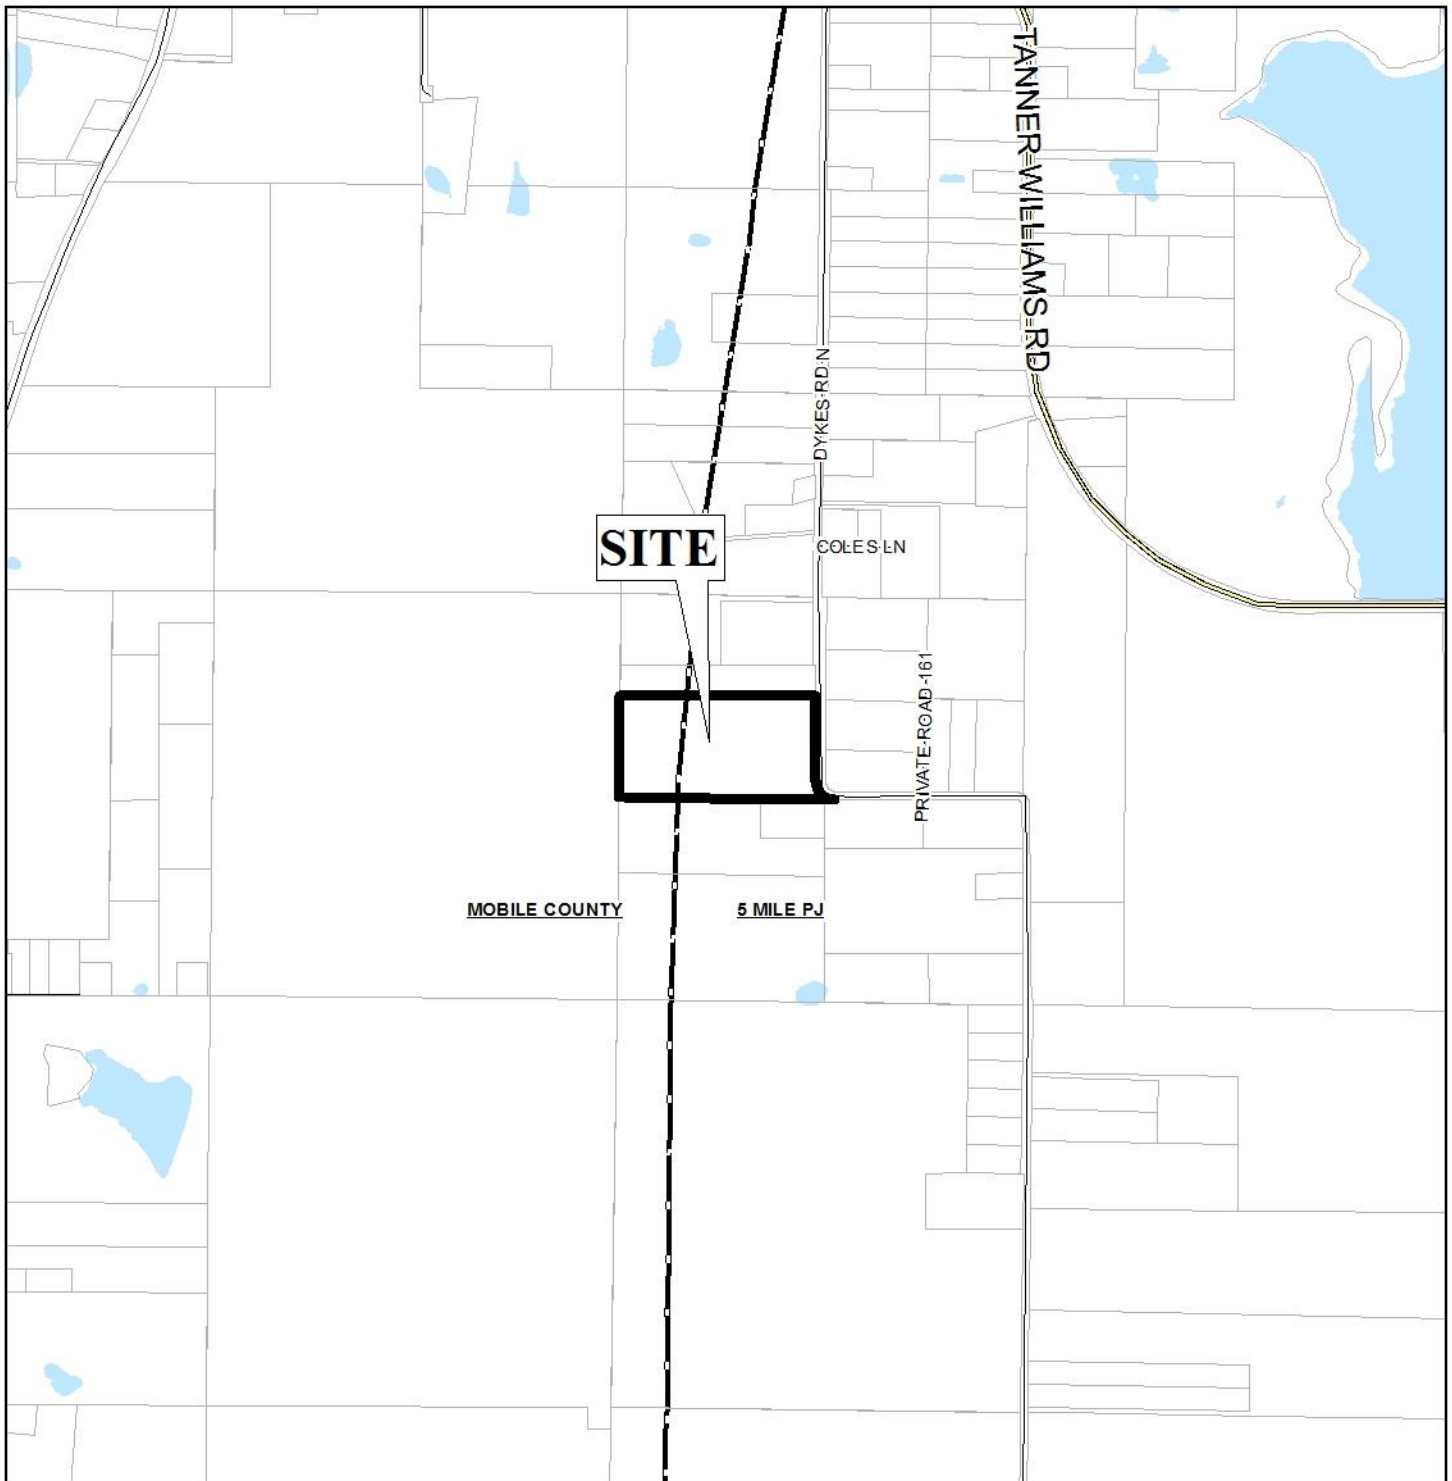 TANNER WILLIAMS RD
DYKES RD N
SITE
COLES LN
PRIVATE ROAD 161
MOBILE COUNTY
5 MILE PJ